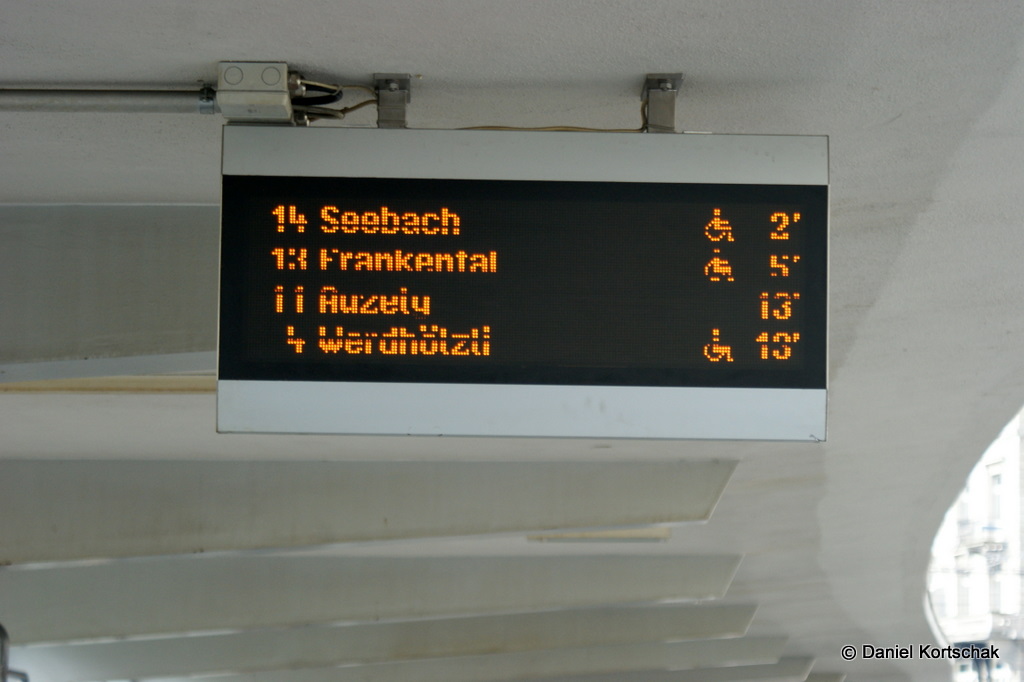 14 Seebach 2'
13 Frankental 5'
11 Auzelg 13'
4 Werdhölzli 13'
© Daniel Kortschak